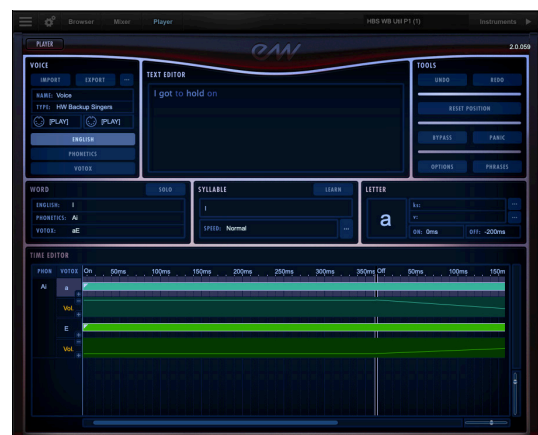 Browser Mixer Player HBS WB Util P1 (1) Instruments
PLAYER
2.0.059
VOICE
IMPORT EXPORT ...
NAME: Voice
TYPE: HW Backup Singers
[PLAY] [PLAY]
ENGLISH
PHONETICS
VOTOX
TEXT EDITOR
I got to hold on
TOOLS
UNDO REDO
RESET POSITION
BYPASS PANIC
OPTIONS PHRASES
WORD SOLO
ENGLISH: I
PHONETICS: Ai
VOTOX: aE
SYLLABLE LEARN
I
SPEED: Normal ...
LETTER
a
ON: 0ms OFF: -200ms
TIME EDITOR
PHON VOTOX On 50ms 100ms 150ms 200ms 250ms 300ms 350ms Off 50ms 100ms 150m
Ai a
Vol.
E
Vol.